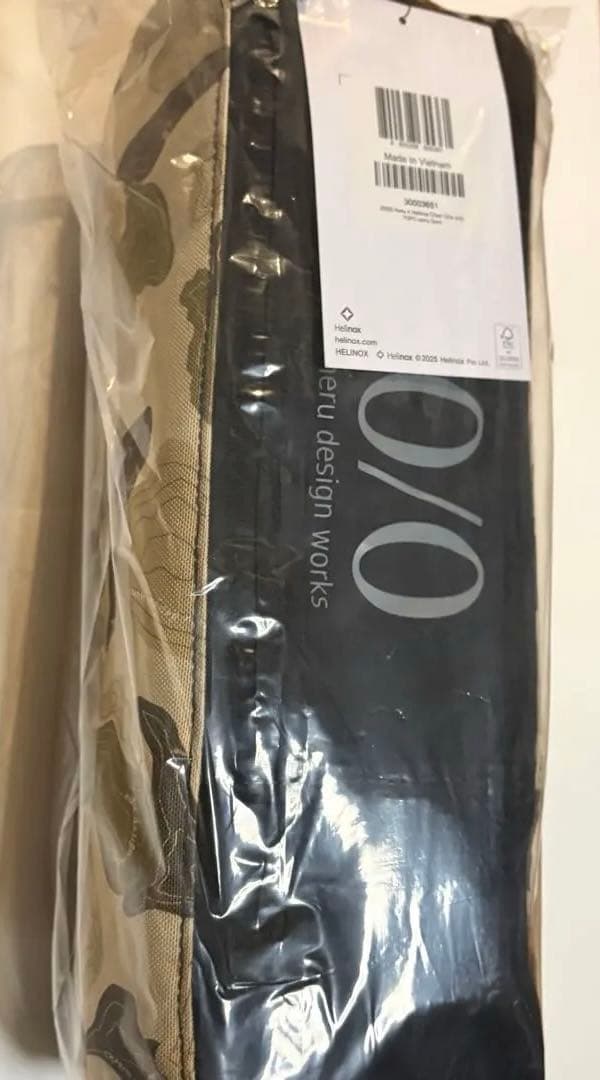 Made in Vietnam
30003651
Helinox
helinox.com
HELINOX Helinox ©2025 Helinox Pte Ltd.
0/0
eru design works